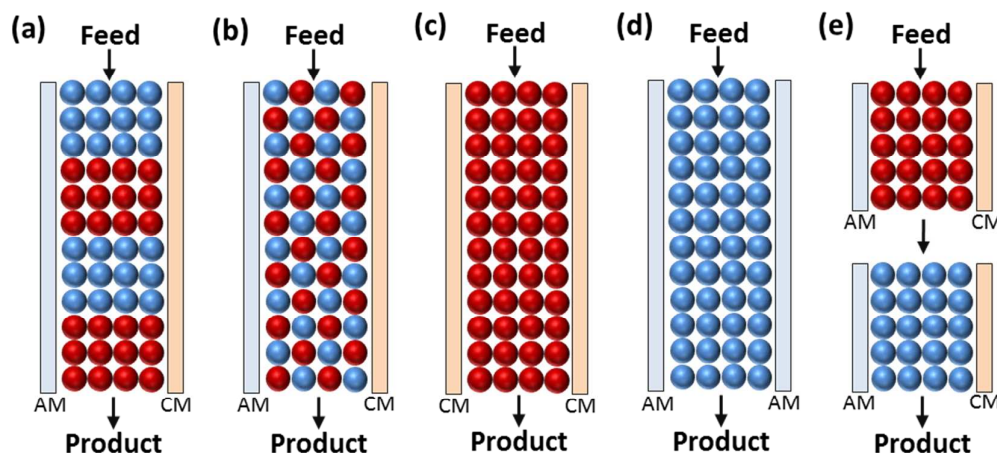 (a) (b) (c) (d) (e)
Feed Feed Feed Feed Feed
AM CM
AM CM AM CM CM CM AM AM AM CM
Product Product Product Product Product